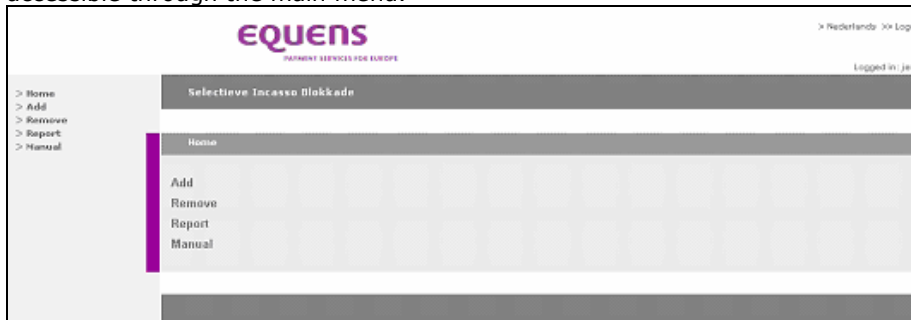 accessible through the main menu.
EQUENS
PAYMENT SERVICES FOR EUROPE
> Nederlands >> Log
Logged in: je
> Home
> Add
> Remove
> Report
> Manual
Selectieve Incasso Blokkade
Home
Add
Remove
Report
Manual